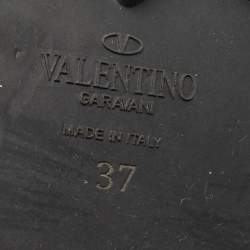 VALENTINO
GARAVANI
MADE IN ITALY
37